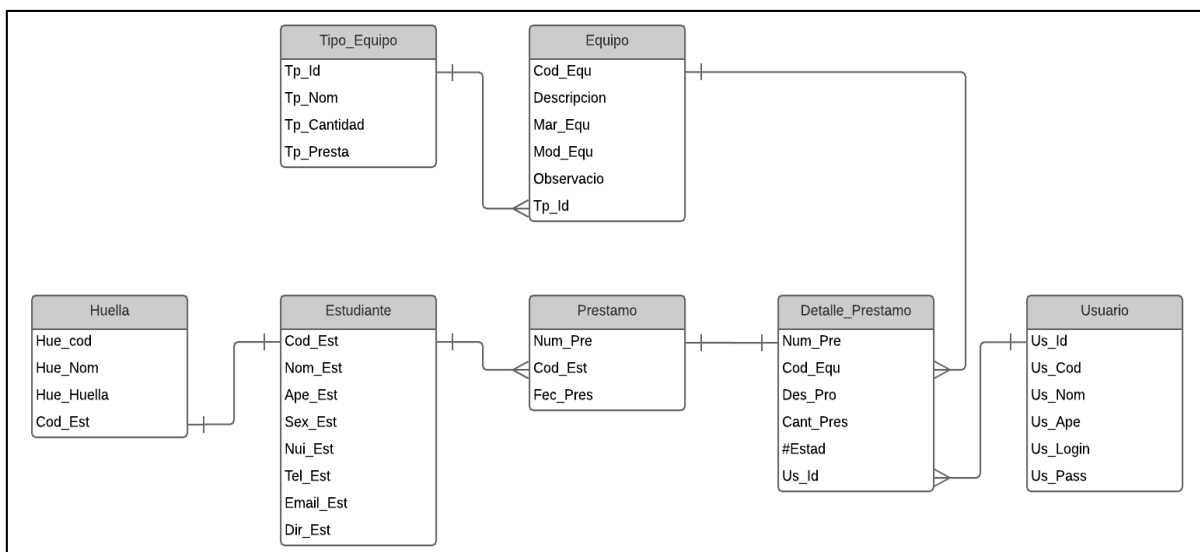 Tipo_Equipo
Tp_Id
Tp_Nom
Tp_Cantidad
Tp_Presta
Equipo
Cod_Equ
Descripcion
Mar_Equ
Mod_Equ
Observacio
Tp_Id
Huella
Hue_cod
Hue_Nom
Hue_Huella
Cod_Est
Estudiante
Cod_Est
Nom_Est
Ape_Est
Sex_Est
Nui_Est
Tel_Est
Email_Est
Dir_Est
Prestamo
Num_Pre
Cod_Est
Fec_Pres
Detalle_Prestamo
Num_Pre
Cod_Equ
Des_Pro
Cant_Pres
#Estad
Us_Id
Usuario
Us_Id
Us_Cod
Us_Nom
Us_Ape
Us_Login
Us_Pass